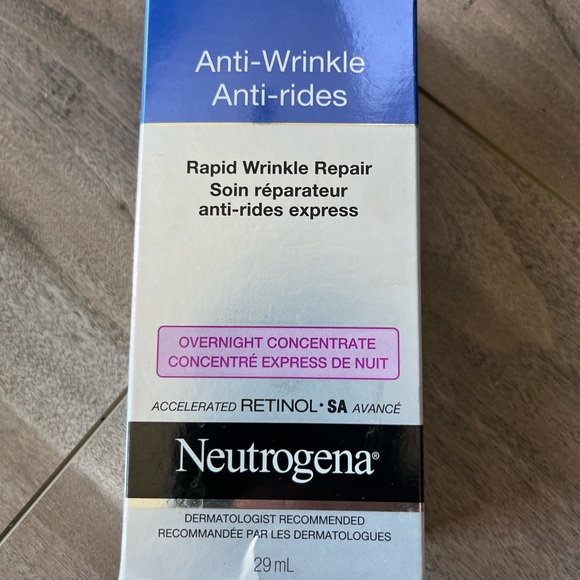 Anti-Wrinkle
Anti-rides
Rapid Wrinkle Repair
Soin réparateur
anti-rides express
OVERNIGHT CONCENTRATE
CONCENTRÉ EXPRESS DE NUIT
ACCELERATED RETINOL•SA AVANCÉ
Neutrogena®
DERMATOLOGIST RECOMMENDED
RECOMMANDÉE PAR LES DERMATOLOGUES
29 mL